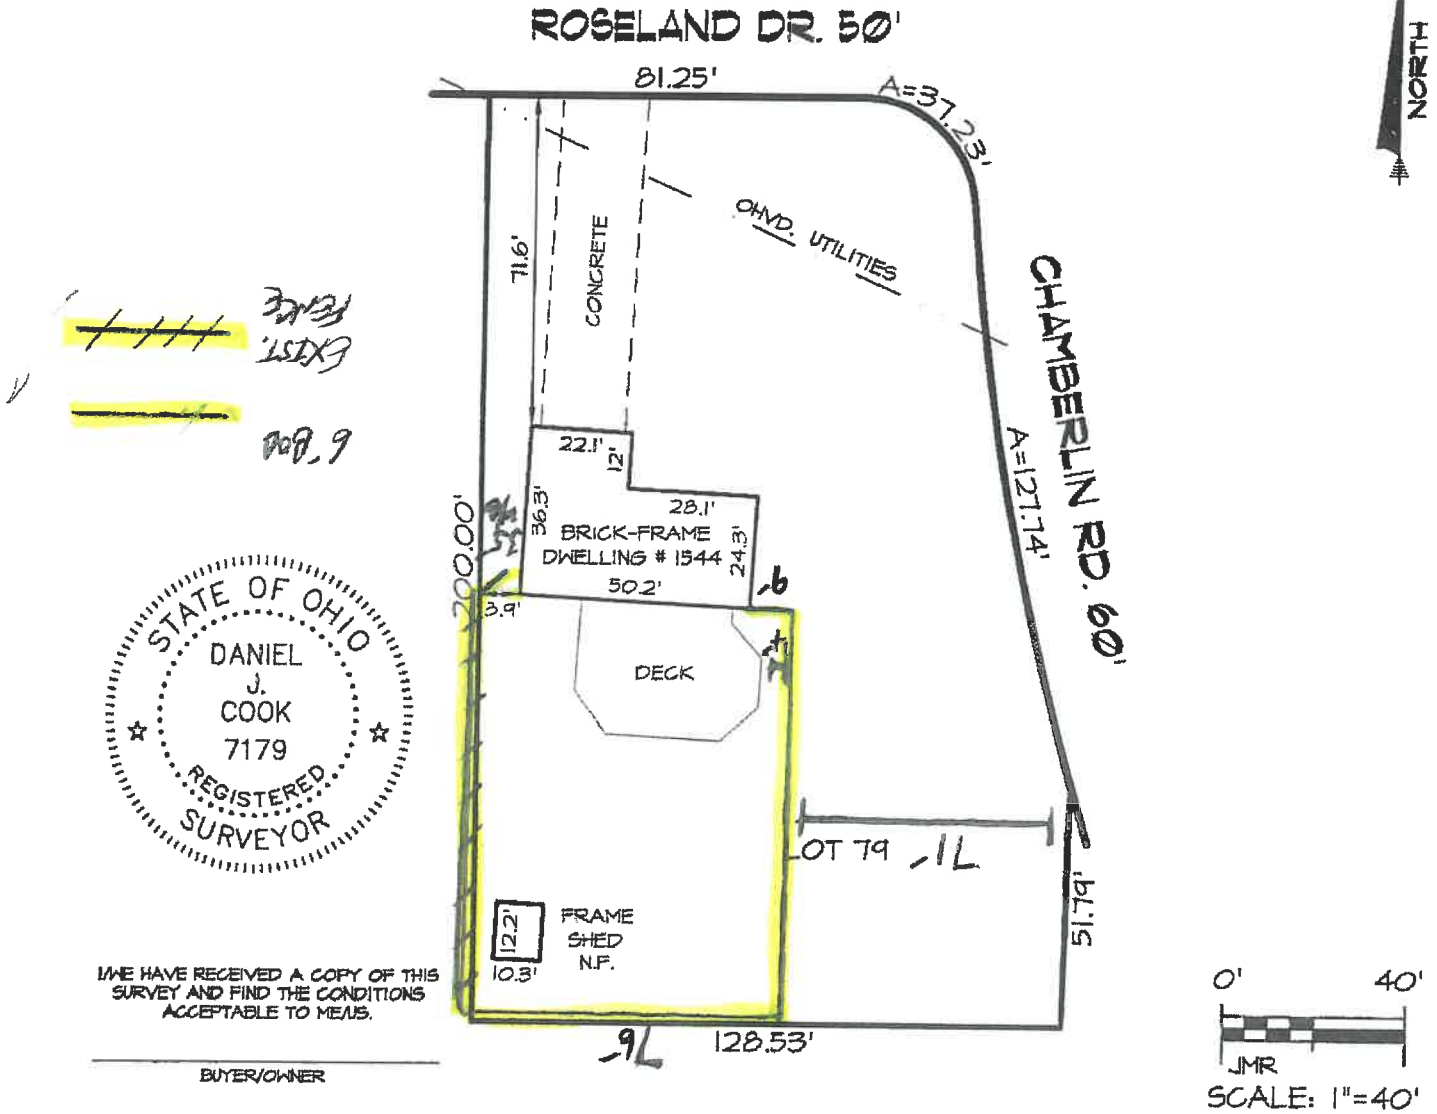 ROSELAND DR. 50'
NORTH
81.25'
A=37.23'
OHVD. UTILITIES
CONCRETE
71.6'
CHAMBERLIN RD. 60'
A=127.74'
FENCE
EXIST.
6' BOB
22.1'
12'
28.1'
36.3'
24.3'
BRICK-FRAME
DWELLING # 1544
50.2'
200.00'
3.9'
DECK
STATE OF OHIO
DANIEL
J.
COOK
7179
REGISTERED
SURVEYOR
LOT 79
71'
51.79'
FRAME
SHED
N.F.
12.2'
10.3'
128.53'
I/WE HAVE RECEIVED A COPY OF THIS
SURVEY AND FIND THE CONDITIONS
ACCEPTABLE TO ME/US.
BUYER/OWNER
0' 40'
JMR
SCALE: 1"=40'